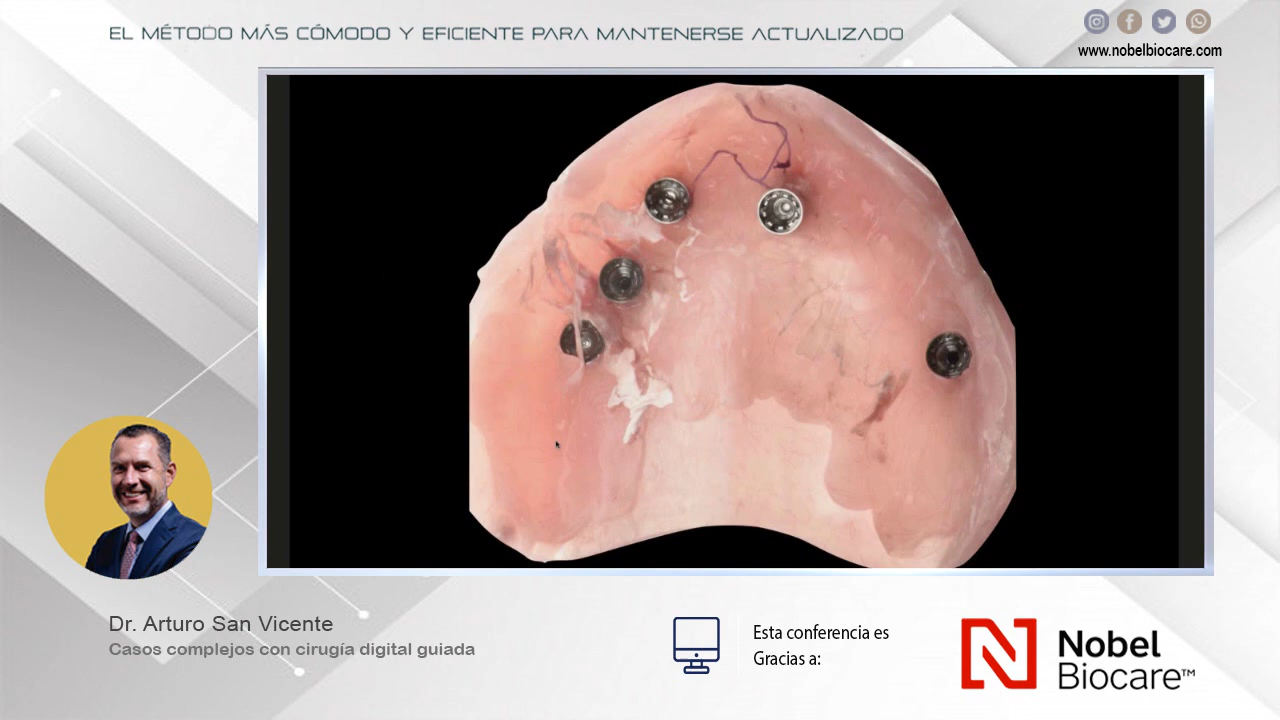 EL MÉTODO MÁS CÓMODO Y EFICIENTE PARA MANTENERSE ACTUALIZADO
www.nobelbiocare.com
Dr. Arturo San Vicente
Casos complejos con cirugía digital guiada
Esta conferencia es
Gracias a:
Nobel
Biocare™